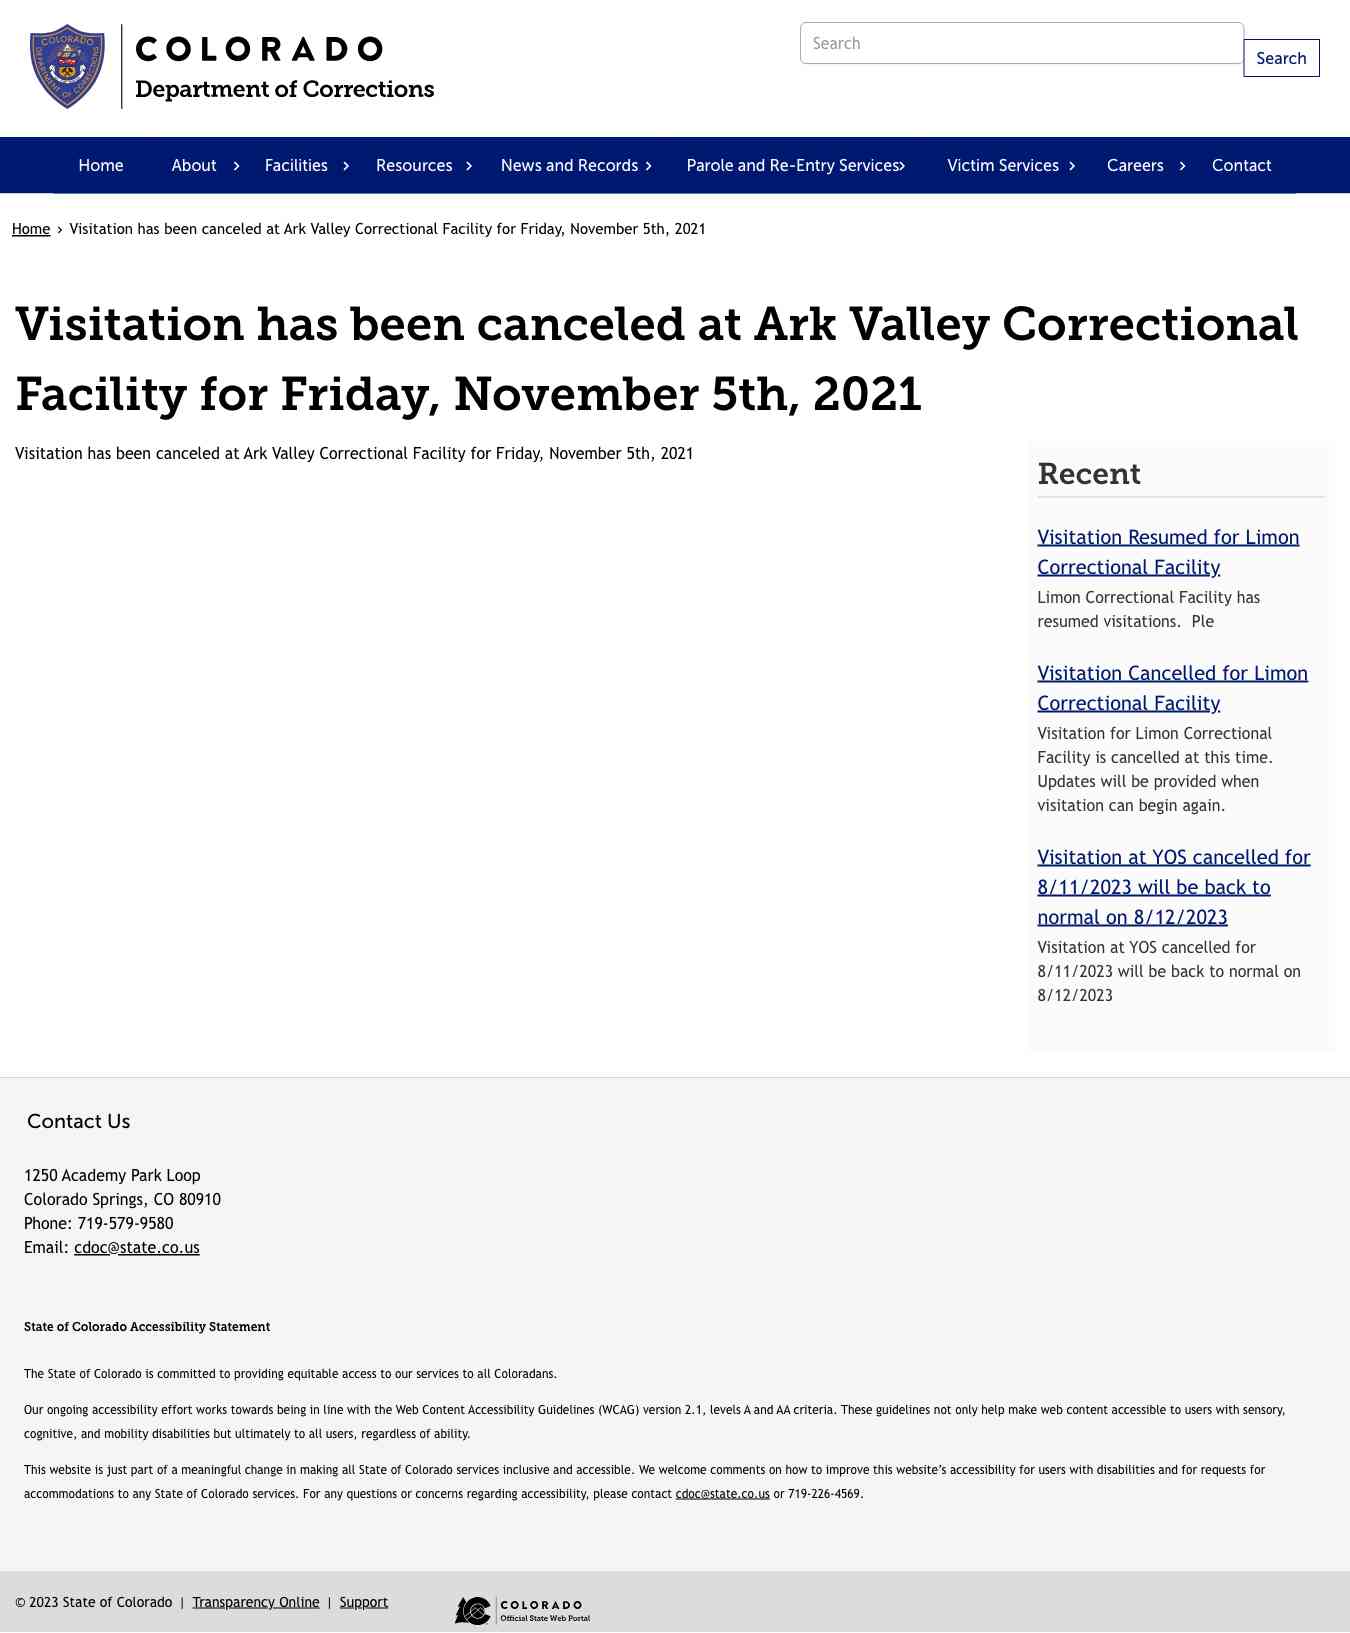 COLORADO
DEPARTMENT OF CORRECTIONS
COLORADO
Department of Corrections
Search
Search
Home
About
Facilities
Resources
News and Records
Parole and Re-Entry Services
Victim Services
Careers
Contact
Home › Visitation has been canceled at Ark Valley Correctional Facility for Friday, November 5th, 2021
Visitation has been canceled at Ark Valley Correctional
Facility for Friday, November 5th, 2021
Visitation has been canceled at Ark Valley Correctional Facility for Friday, November 5th, 2021
Recent
Visitation Resumed for Limon
Correctional Facility
Limon Correctional Facility has
resumed visitations.  Ple
Visitation Cancelled for Limon
Correctional Facility
Visitation for Limon Correctional
Facility is cancelled at this time.
Updates will be provided when
visitation can begin again.
Visitation at YOS cancelled for
8/11/2023 will be back to
normal on 8/12/2023
Visitation at YOS cancelled for
8/11/2023 will be back to normal on
8/12/2023
Contact Us
1250 Academy Park Loop
Colorado Springs, CO 80910
Phone: 719-579-9580
Email: cdoc@state.co.us
State of Colorado Accessibility Statement
The State of Colorado is committed to providing equitable access to our services to all Coloradans.
Our ongoing accessibility effort works towards being in line with the Web Content Accessibility Guidelines (WCAG) version 2.1, levels A and AA criteria. These guidelines not only help make web content accessible to users with sensory,
cognitive, and mobility disabilities but ultimately to all users, regardless of ability.
This website is just part of a meaningful change in making all State of Colorado services inclusive and accessible. We welcome comments on how to improve this website’s accessibility for users with disabilities and for requests for
accommodations to any State of Colorado services. For any questions or concerns regarding accessibility, please contact cdoc@state.co.us or 719-226-4569.
© 2023 State of Colorado | Transparency Online | Support
COLORADO
Official State Web Portal